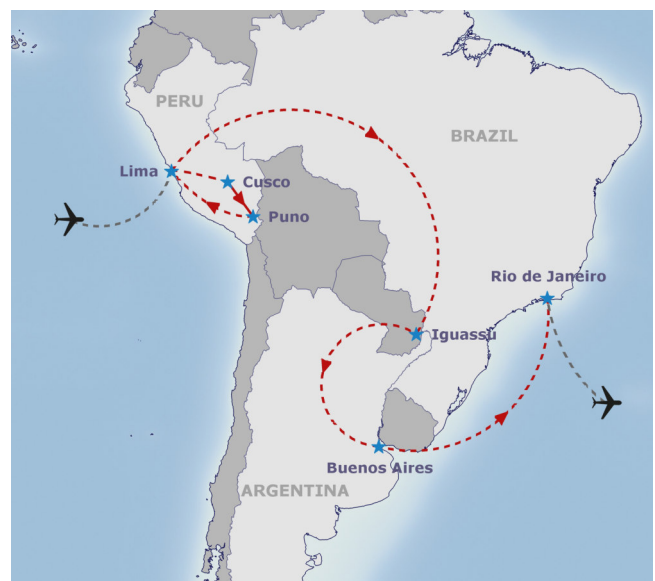 PERU
BRAZIL
Lima
Cusco
Puno
Rio de Janeiro
Iguassu
Buenos Aires
ARGENTINA